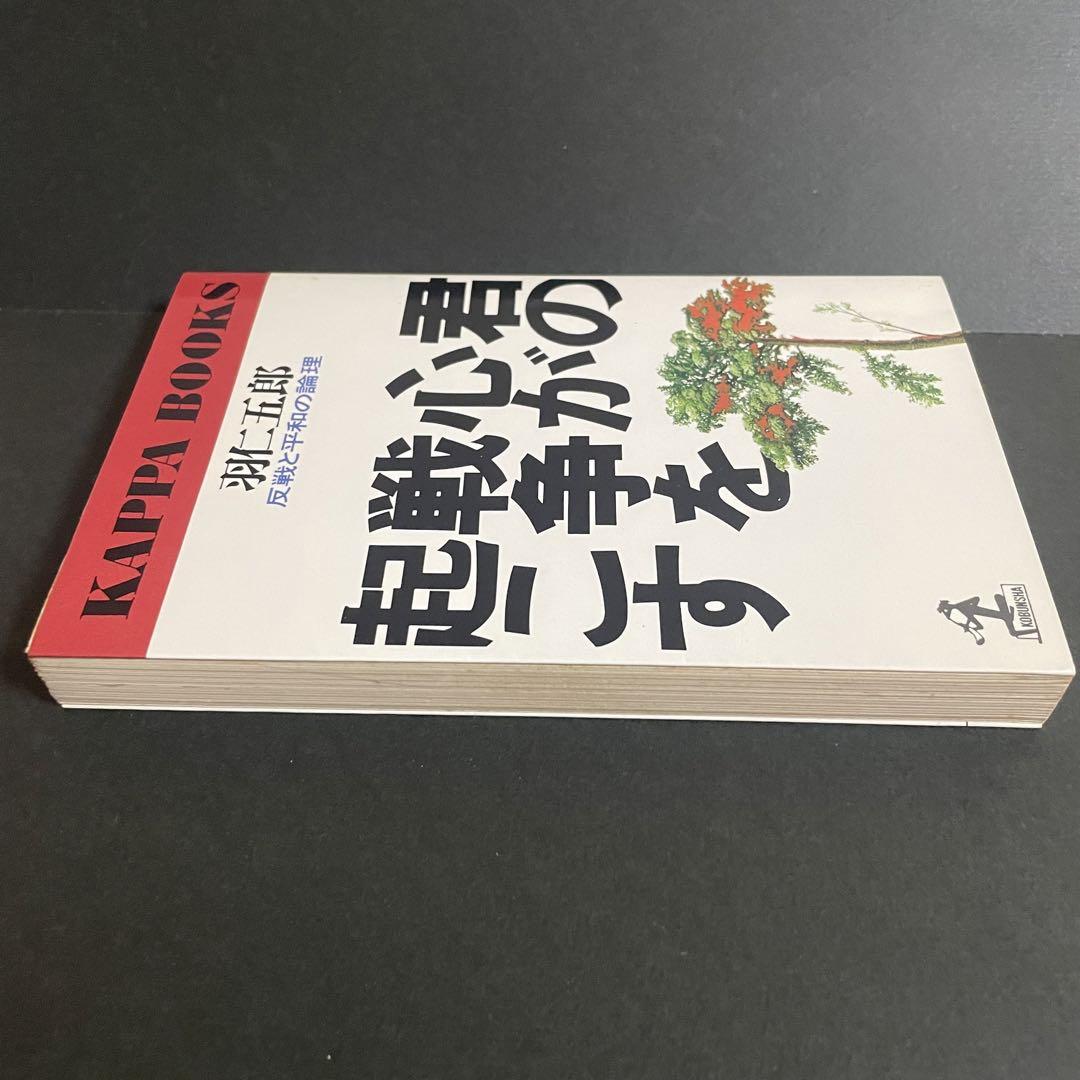 KAPPA BOOKS
君の
心が
戦争を
起こす
反戦と平和の論理
羽仁五郎
KOBUNSHA